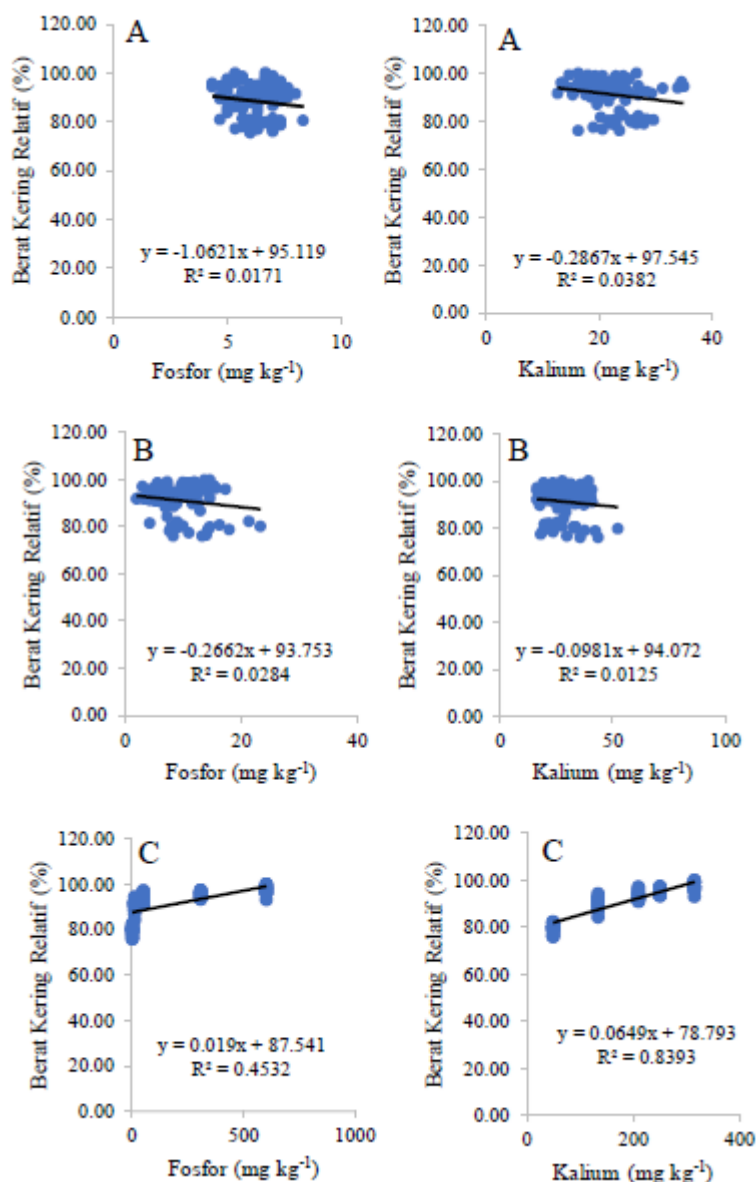 A
Berat Kering Relatif (%)
120.00
100.00
80.00
60.00
40.00
20.00
0.00
y = -1.0621x + 95.119
R² = 0.0171
0 5 10
Fosfor (mg kg⁻¹)
A
Berat Kering Relatif (%)
120.00
100.00
80.00
60.00
40.00
20.00
0.00
y = -0.2867x + 97.545
R² = 0.0382
0 20 40
Kalium (mg kg⁻¹)
B
Berat Kering Relatif (%)
120.00
100.00
80.00
60.00
40.00
20.00
0.00
y = -0.2662x + 93.753
R² = 0.0284
0 20 40
Fosfor (mg kg⁻¹)
B
Berat Kering Relatif (%)
120.00
100.00
80.00
60.00
40.00
20.00
0.00
y = -0.0981x + 94.072
R² = 0.0125
0 50 100
Kalium (mg kg⁻¹)
C
Berat Kering Relatif (%)
120.00
100.00
80.00
60.00
40.00
20.00
0.00
y = 0.019x + 87.541
R² = 0.4532
0 500 1000
Fosfor (mg kg⁻¹)
C
Berat Kering Relatif (%)
120.00
100.00
80.00
60.00
40.00
20.00
0.00
y = 0.0649x + 78.793
R² = 0.8393
0 200 400
Kalium (mg kg⁻¹)